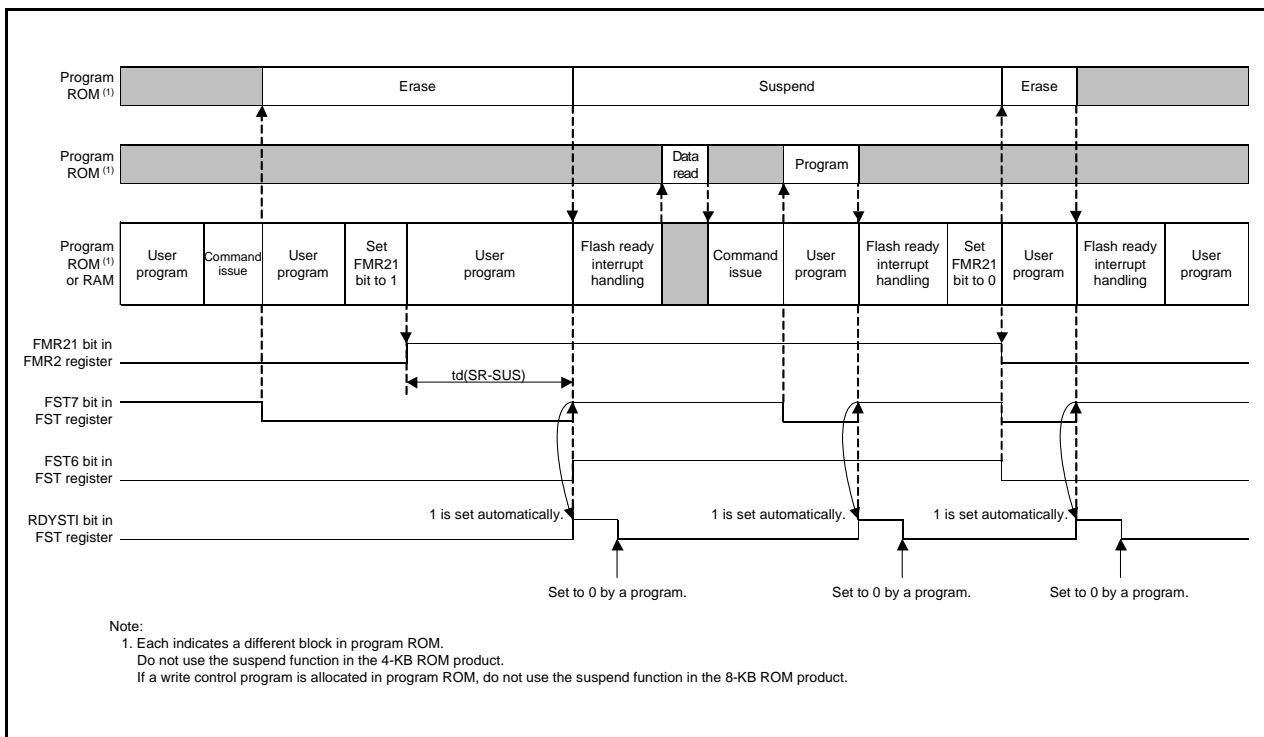 Program
ROM (1)
Erase
Suspend
Erase
Program
ROM (1)
Data
read
Program
Program
ROM (1)
or RAM
User
program
Command
issue
User
program
Set
FMR21
bit to 1
User
program
Flash ready
interrupt
handling
Command
issue
User
program
Flash ready
interrupt
handling
Set
FMR21
bit to 0
User
program
Flash ready
interrupt
handling
User
program
FMR21 bit in
FMR2 register
td(SR-SUS)
FST7 bit in
FST register
FST6 bit in
FST register
RDYSTI bit in
FST register
1 is set automatically.
1 is set automatically.
1 is set automatically.
Set to 0 by a program.
Set to 0 by a program.
Set to 0 by a program.
Note:
1. Each indicates a different block in program ROM.
Do not use the suspend function in the 4-KB ROM product.
If a write control program is allocated in program ROM, do not use the suspend function in the 8-KB ROM product.